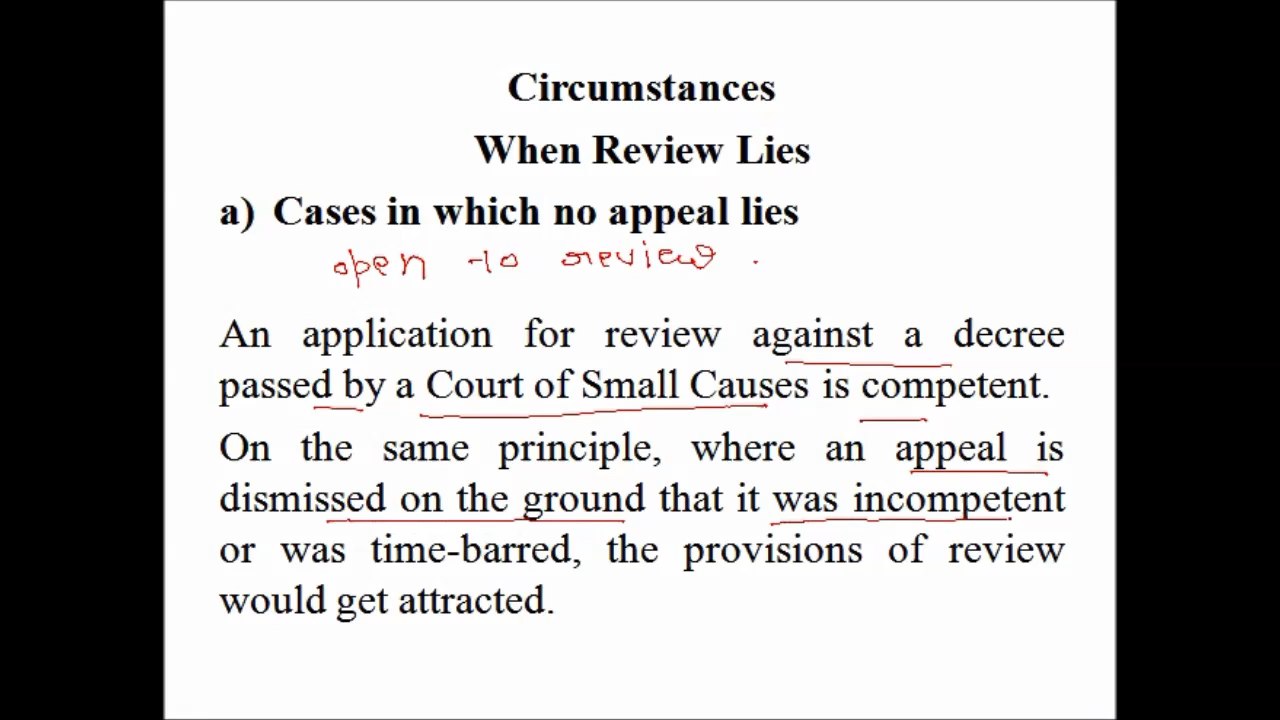 Circumstances
When Review Lies
a) Cases in which no appeal lies
open to review .
An application for review against a decree
passed by a Court of Small Causes is competent.
On the same principle, where an appeal is
dismissed on the ground that it was incompetent
or was time-barred, the provisions of review
would get attracted.